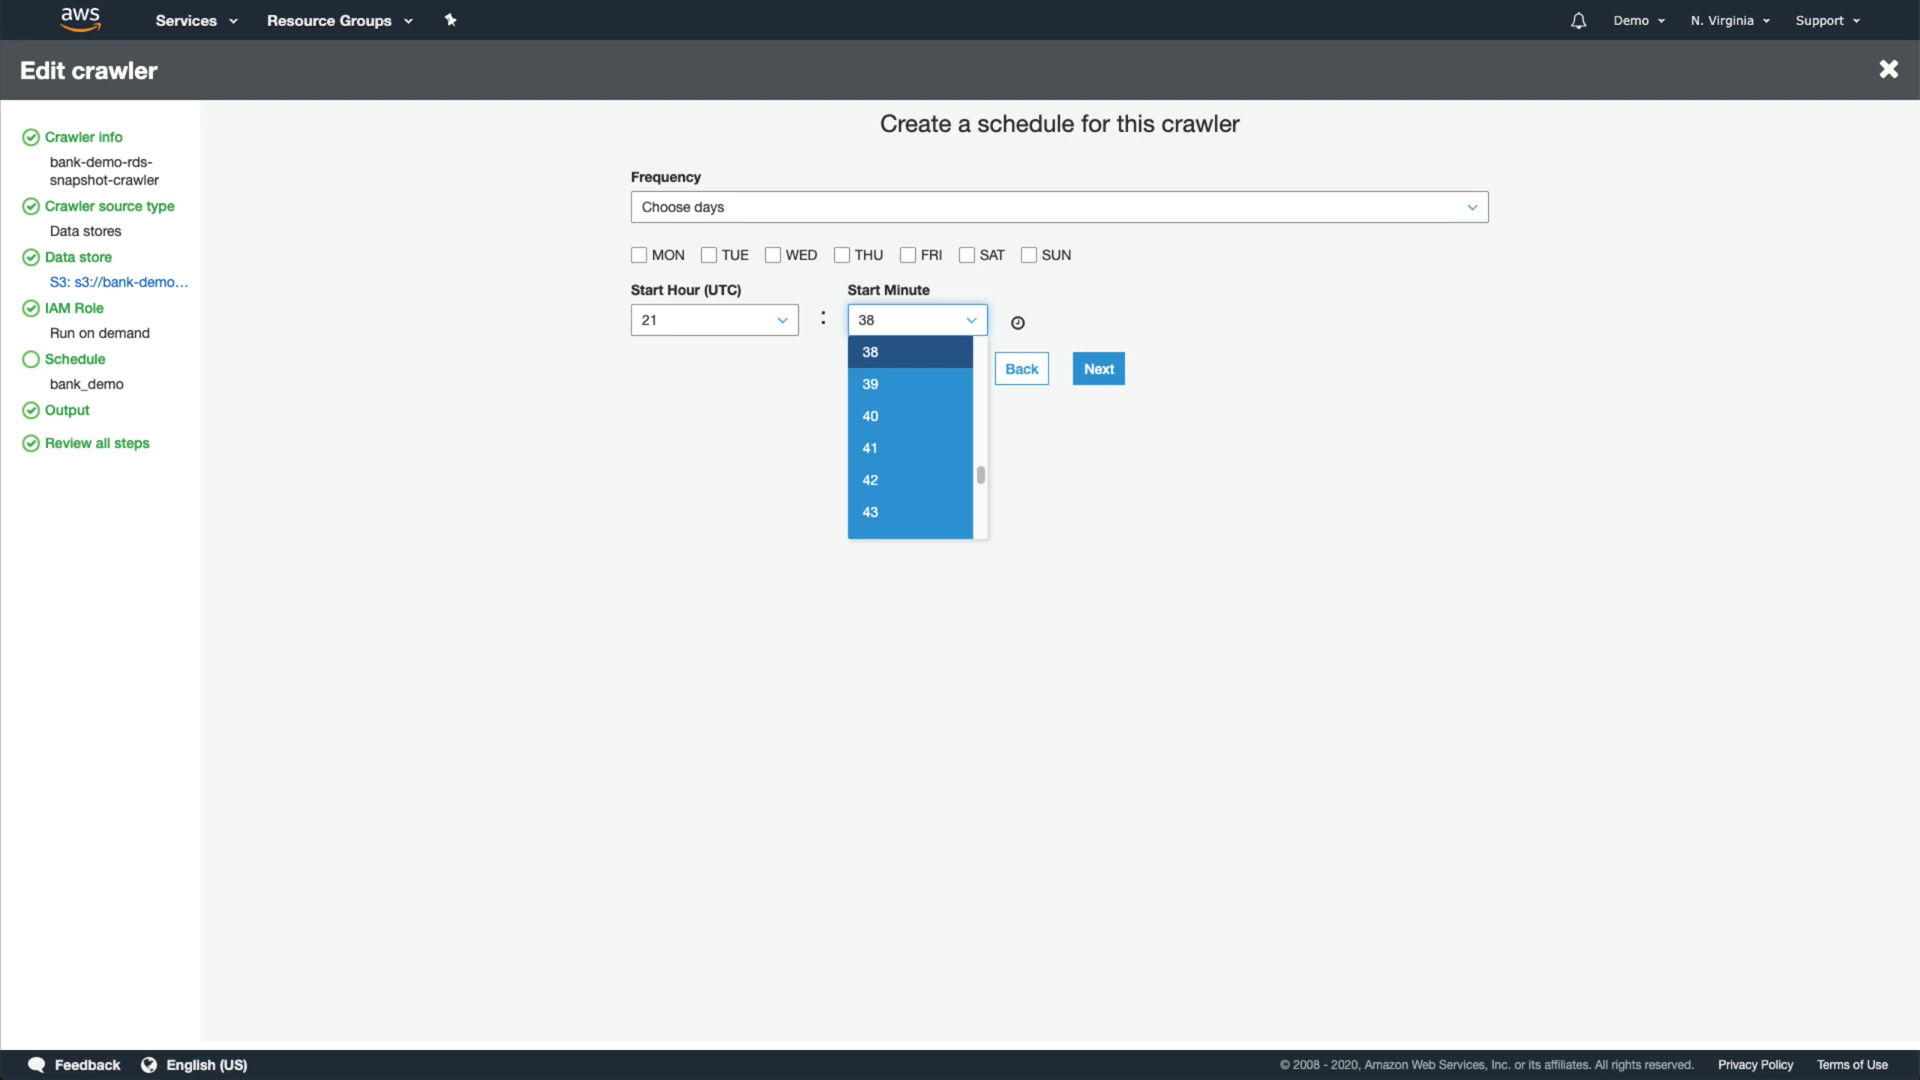 aws
Services
Resource Groups
Demo
N. Virginia
Support
Edit crawler
Crawler info
bank-demo-rds-
snapshot-crawler
Crawler source type
Data stores
Data store
S3: s3://bank-demo...
IAM Role
Run on demand
Schedule
bank_demo
Output
Review all steps
Create a schedule for this crawler
Frequency
Choose days
MON TUE WED THU FRI SAT SUN
Start Hour (UTC)
Start Minute
21 : 38
38
39
40
41
42
43
Back
Next
Feedback
English (US)
© 2008 - 2020, Amazon Web Services, Inc. or its affiliates. All rights reserved.
Privacy Policy
Terms of Use